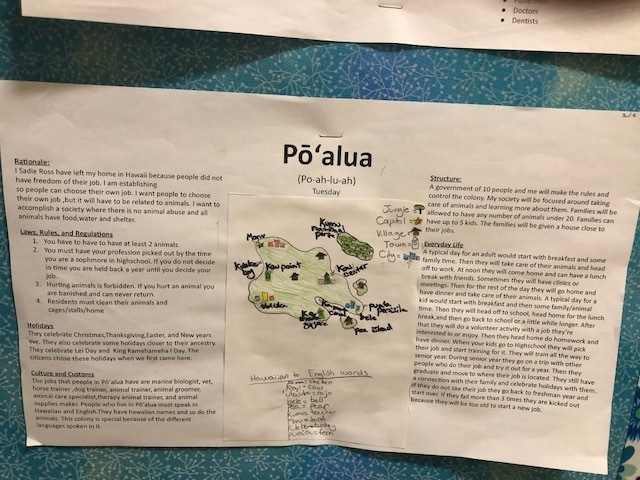 Doctors
Dentists
Pōʻalua
(Po-ah-lu-ah)
Tuesday
Rationale:
I Sadie Ross have left my home in Hawaii because people did not
have freedom of their job. I am establishing
so people can choose their own job. I want people to choose
their own job ,but it will have to be related to animals. I want to
accomplish a society where there is no animal abuse and all
animals have food,water and shelter.
Laws, Rules, and Regulations
1. You have to have at least 2 animals.
2. You must have your profession picked out by the time
you are a sophmore in highschool. If you do not decide
in time you are held back a year until you decide your
job.
3. Hurting animals is forbidden. If you hurt an animal you
are banished and can never return.
4. Residents must clean their animals and
cages/stalls/home
Holidays
They celebrate Christmas,Thanksgiving,Easter, and New years
eve. They also celebrate some holidays closer to their ancestry.
They celebrate Lei Day and King Kamehameha I Day. The
citizens chose these holidays when we first came here.
Culture and Customs
The jobs that people in Pōʻalua have are marine biologist, vet,
horse trainer ,dog trainer, animal trainer, animal groomer,
animal care specialist,therapy animal trainer, and animal
supplies maker. People who live in Pōʻalua must speak in
Hawaiian and English.They have hawaiian names and so do the
animals. This colony is special because of the different
languages spoken in it.
Jungle
Capitol
Village
Town
City
Manu
Kow point
pea island
Hawaiian to English words
pele = bell
pea = bear
Manu = bird
Structure:
A government of 10 people and me will make the rules and
control the colony. My society will be focused around taking
care of animals and learning more about them. Families will be
allowed to have any number of animals under 20. Families can
have up to 5 kids. The families will be given a house close to
their jobs.
Everyday Life
A typical day for an adult would start with breakfast and some
family time. Then they will take care of their animals and head
off to work. At noon they will come home and can have a lunch
break with friends. Sometimes they will have clinics or
meetings. Then for the rest of the day they will go home and
have dinner and take care of their animals. A typical day for a
kid would start with breakfast and then some family/animal
time. Then they will head off to school, head home for the lunch
break,and then go back to school or a little while longer. After
that they will do a volunteer activity with a job they're
interested in or enjoy. Then they head home do homework and
have dinner. When your kids go to Highschool they will pick
their job and start training for it. They will train all the way to
senior year. During senior year they go on a trip with other
people who do their job and try it out for a year. Then they
graduate and move to where their job is located. They still have
a connection with their family and celebrate holidays with them.
If they do not like their job they go back to freshman year and
start over. If they fail more than 3 times they are kicked out
because they will be too old to start a new job.